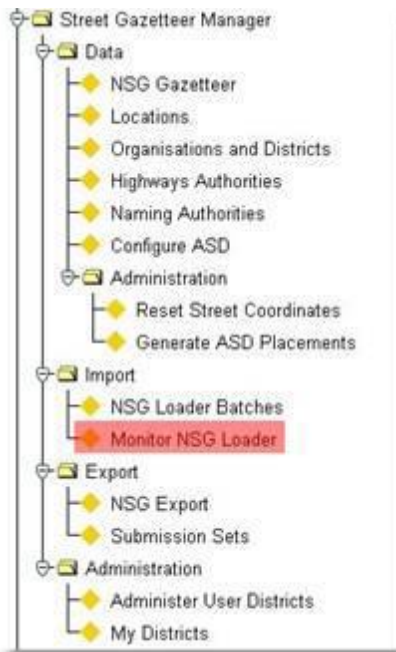 Street Gazetteer Manager
Data
NSG Gazetteer
Locations
Organisations and Districts
Highways Authorities
Naming Authorities
Configure ASD
Administration
Reset Street Coordinates
Generate ASD Placements
Import
NSG Loader Batches
Monitor NSG Loader
Export
NSG Export
Submission Sets
Administration
Administer User Districts
My Districts